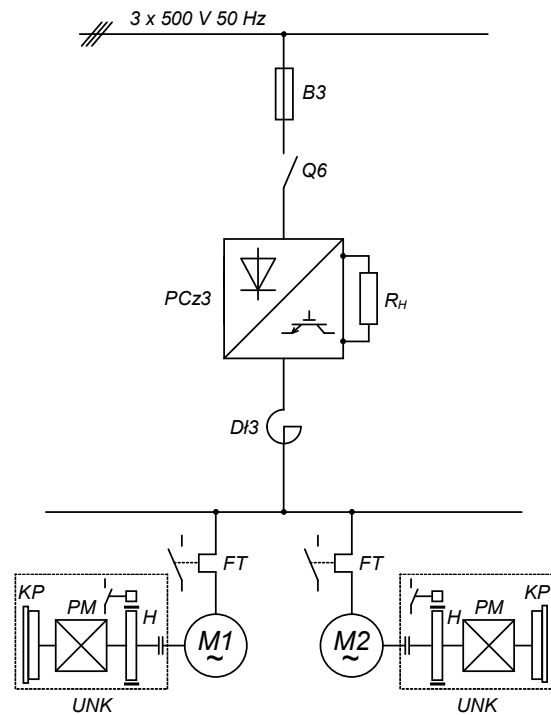 3 x 500 V 50 Hz
B3
Q6
PCz3
RH
Dł3
FT
FT
KP
PM
H
M1
~
M2
~
H
PM
KP
UNK
UNK